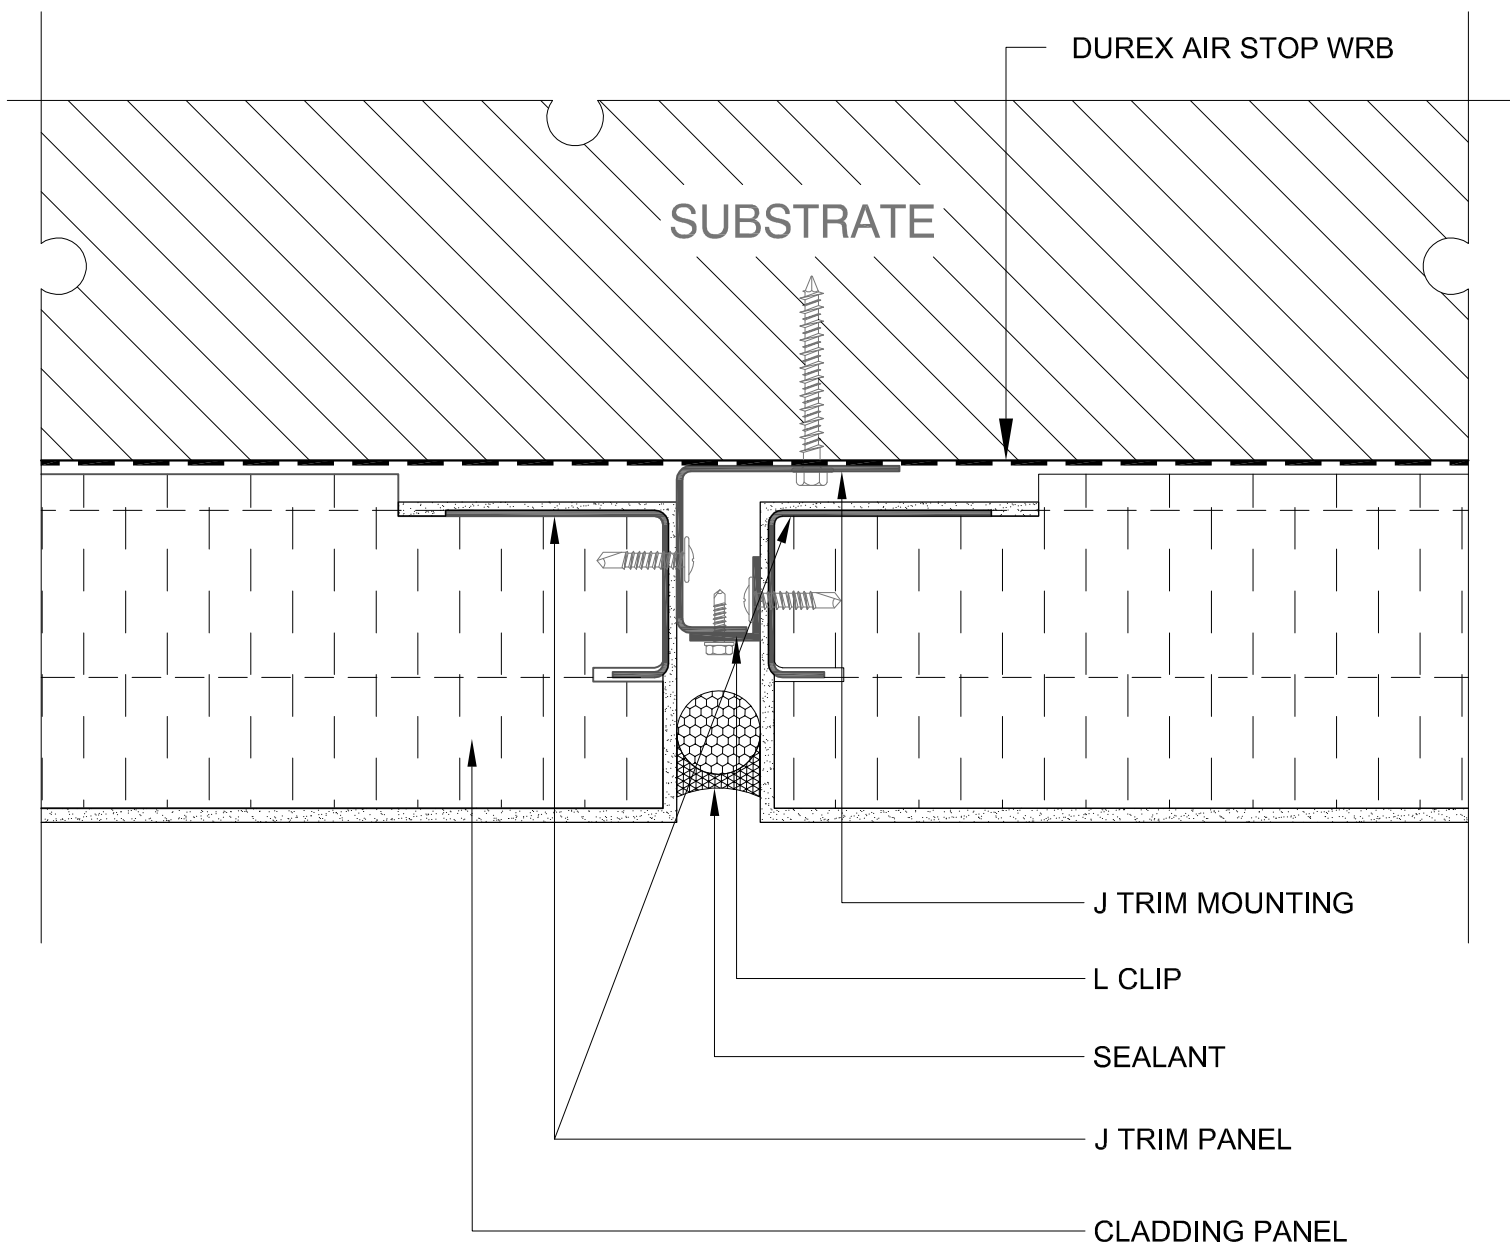 DUREX AIR STOP WRB
SUBSTRATE
J TRIM MOUNTING
L CLIP
SEALANT
J TRIM PANEL
CLADDING PANEL